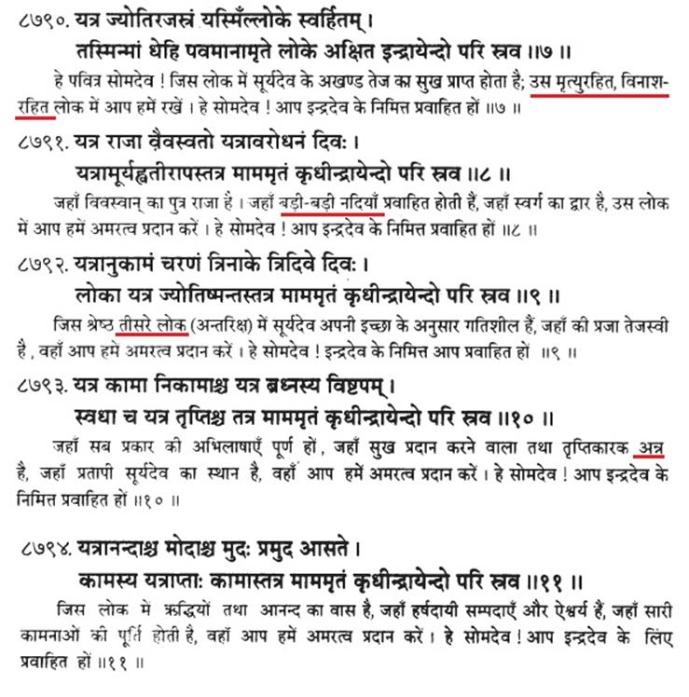 ८७९०. यत्र ज्योतिरजस्रं यस्मिँल्लोके स्वर्हितम् ।
तस्मिन्मां धेहि पवमानामृते लोके अक्षित इन्द्रायेन्दो परि स्रव ॥७ ॥
हे पवित्र सोमदेव ! जिस लोक में सूर्यदेव के अखण्ड तेज का सुख प्राप्त होता है; उस मृत्युरहित, विनाश-
रहित लोक में आप हमें रखें । हे सोमदेव ! आप इन्द्रदेव के निमित्त प्रवाहित हों ॥७ ॥
८७९१. यत्र राजा वैवस्वतो यत्रावरोधनं दिवः ।
यत्रामूर्यह्वतीरापस्तत्र माममृतं कृधीन्द्रायेन्दो परि स्रव ॥८ ॥
जहाँ विवस्वान् का पुत्र राजा है । जहाँ बड़ी-बड़ी नदियाँ प्रवाहित होती हैं, जहाँ स्वर्ग का द्वार है, उस लोक
में आप हमें अमरत्व प्रदान करें । हे सोमदेव ! आप इन्द्रदेव के निमित्त प्रवाहित हों ॥८ ॥
८७९२. यत्रानुकामं चरणं त्रिनाके त्रिदिवे दिवः ।
लोका यत्र ज्योतिष्मन्तस्तत्र माममृतं कृधीन्द्रायेन्दो परि स्रव ॥९ ॥
जिस श्रेष्ठ तीसरे लोक (अन्तरिक्ष) में सूर्यदेव अपनी इच्छा के अनुसार गतिशील हैं, जहाँ की प्रजा तेजस्वी
है , वहाँ आप हमे अमरत्व प्रदान करें । हे सोमदेव ! इन्द्रदेव के निमित्त आप प्रवाहित हों ॥९ ॥
८७९३. यत्र कामा निकामाश्च यत्र ब्रध्नस्य विष्टपम् ।
स्वधा च यत्र तृप्तिश्च तत्र माममृतं कृधीन्द्रायेन्दो परि स्रव ॥१० ॥
जहाँ सब प्रकार की अभिलाषाएँ पूर्ण हों , जहाँ सुख प्रदान करने वाला तथा तृप्तिकारक अन्न
है, जहाँ प्रतापी सूर्यदेव का स्थान है, वहाँ आप हमें अमरत्व प्रदान करें । हे सोमदेव ! आप इन्द्रदेव के
निमित्त प्रवाहित हों ॥१० ॥
८७९४. यत्रानन्दाश्च मोदाश्च मुदः प्रमुद आसते ।
कामस्य यत्राप्ताः कामास्तत्र माममृतं कृधीन्द्रायेन्दो परि स्रव ॥११ ॥
जिस लोक में ऋद्धियों तथा आनन्द का वास है, जहाँ हर्षदायी सम्पदाएँ और ऐश्वर्य हैं, जहाँ सारी
कामनाओं की पूर्ति होती है, वहाँ आप हमें अमरत्व प्रदान करें । हे सोमदेव ! आप इन्द्रदेव के लिए
प्रवाहित हों ॥११ ॥